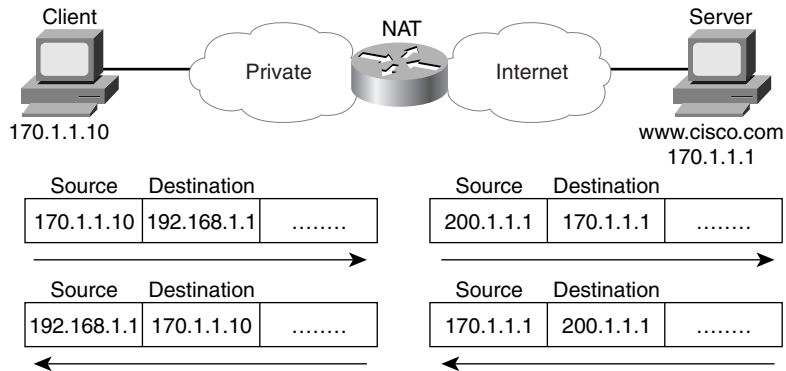 Client
NAT
Server
Private
Internet
170.1.1.10
www.cisco.com
170.1.1.1
Source Destination
170.1.1.10 192.168.1.1 ........
Source Destination
200.1.1.1 170.1.1.1 ........
Source Destination
192.168.1.1 170.1.1.10 ........
Source Destination
170.1.1.1 200.1.1.1 ........